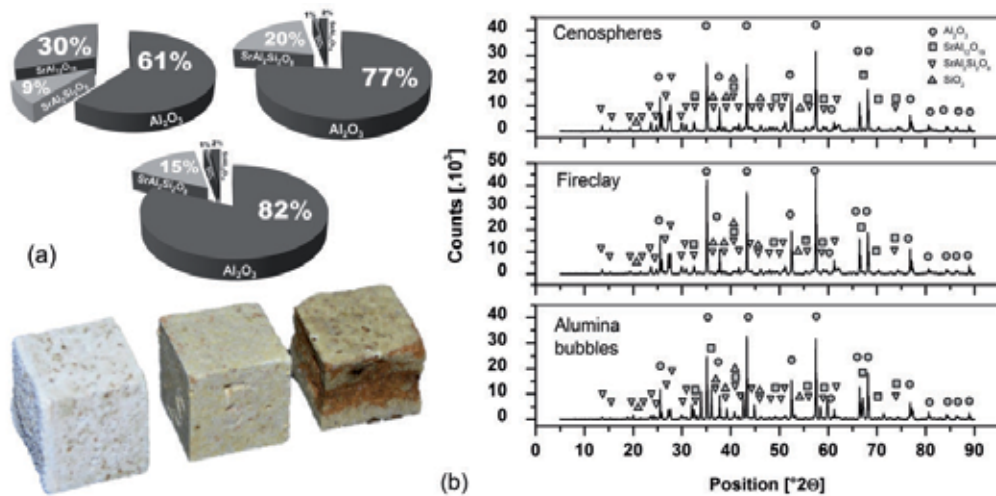 30%
SrAl₁₂O₁₉
9%
SrAl₂Si₂O₈
61%
Al₂O₃
20%
SrAl₂Si₂O₈
1%
77%
Al₂O₃
15%
SrAl₂Si₂O₈
82%
Al₂O₃
(a)
(b)
Counts [.10³]
Cenospheres
Al₂O₃
SrAl₁₂O₁₉
SrAl₂Si₂O₈
SiO₂
40
30
20
10
0
Fireclay
50
40
30
20
10
0
Alumina
bubbles
40
30
20
10
0
0 10 20 30 40 50 60 70 80 90
Position [°2Θ]